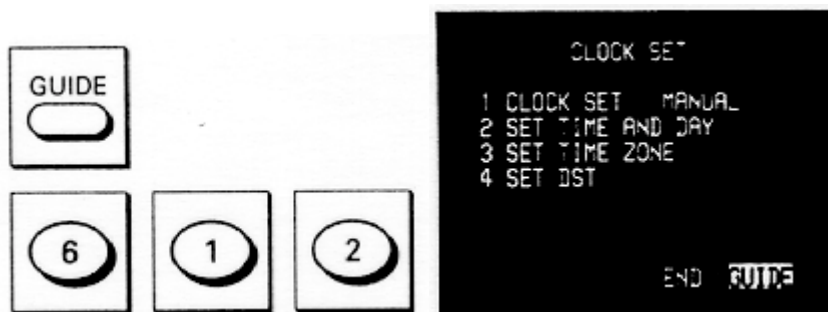 GUIDE
6 1 2
CLOCK SET
1 CLOCK SET MANUAL
2 SET TIME AND DAY
3 SET TIME ZONE
4 SET DST
END GUIDE